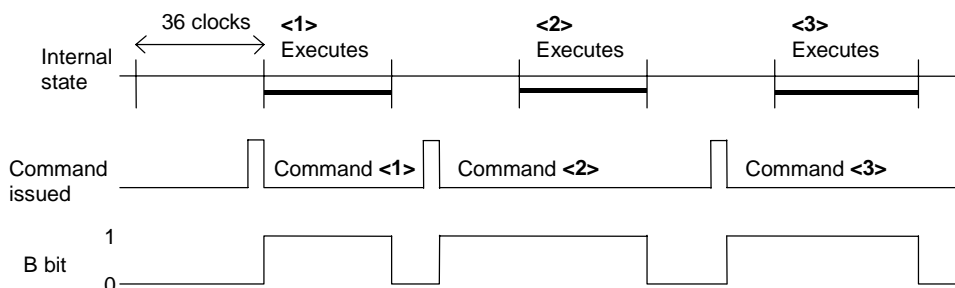 36 clocks
<1>
Executes
<2>
Executes
<3>
Executes
Internal
state
Command
issued
Command <1>
Command <2>
Command <3>
1
B bit
0